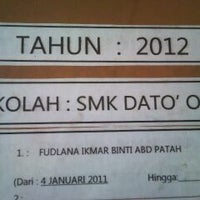 TAHUN : 2012
KOLAH : SMK DATO' O
1. : FUDLANA IKMAR BINTI ABD PATAH
(Dari : 4 JANUARI 2011 Hingga:
2 :